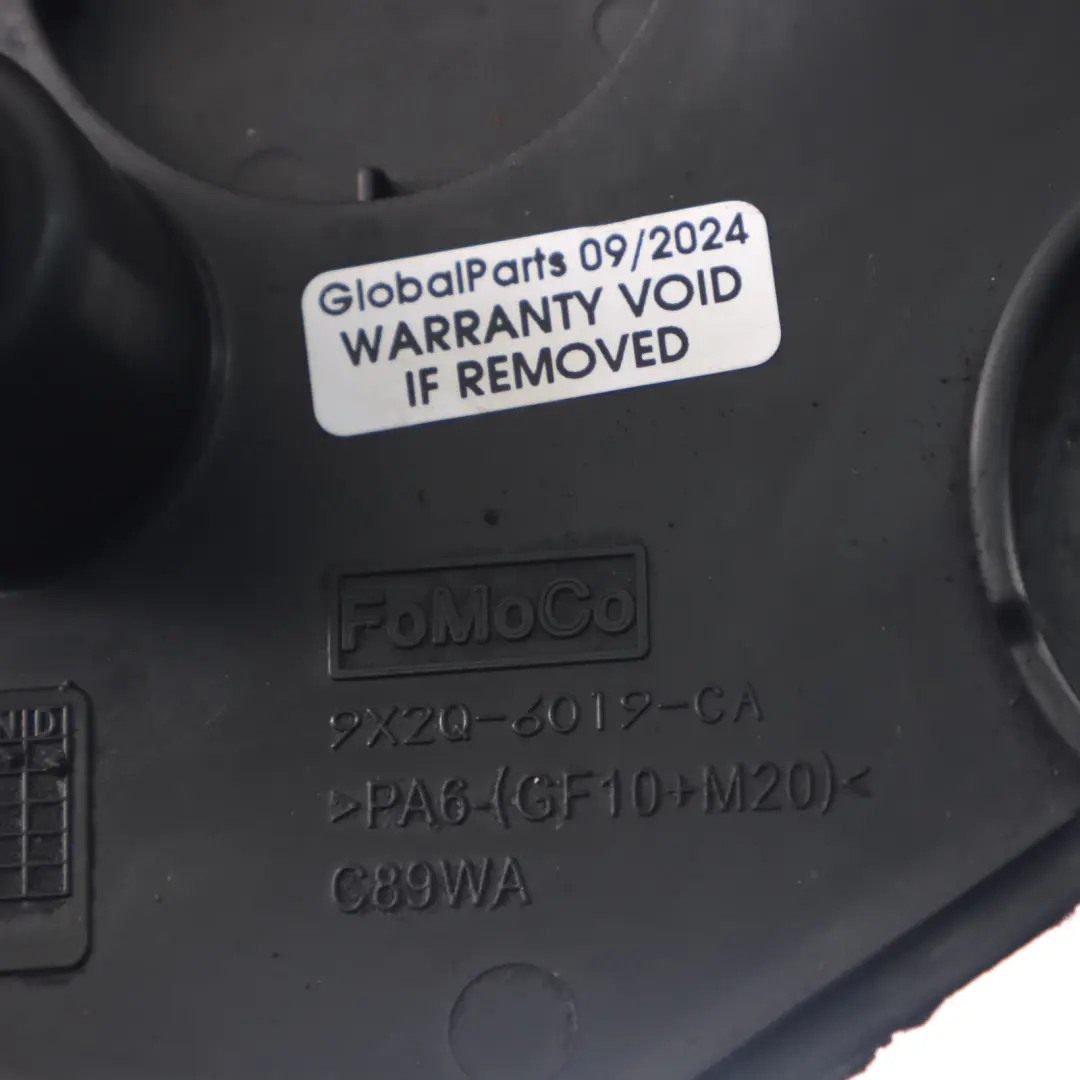 GlobalParts 09/2024
WARRANTY VOID
IF REMOVED
FoMoCo
9X2Q-6019-CA
>PA6-(GF10+M20)<
C89WA